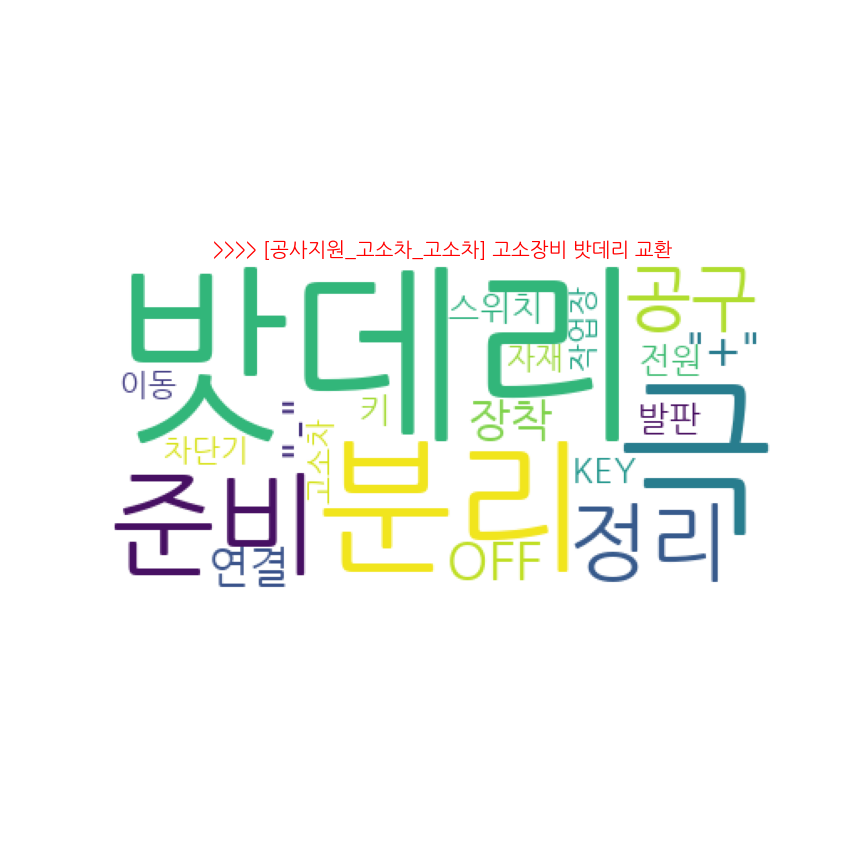 >>>> [공사지원_고소차_고소차] 고소장비 밧데리 교환
밧데리
스위치
작업장
공구
자재
"+"
전원
이동
키
장착
발판
극
"-"
고소차
차단기
분리
KEY
준비
정리
연결
OFF